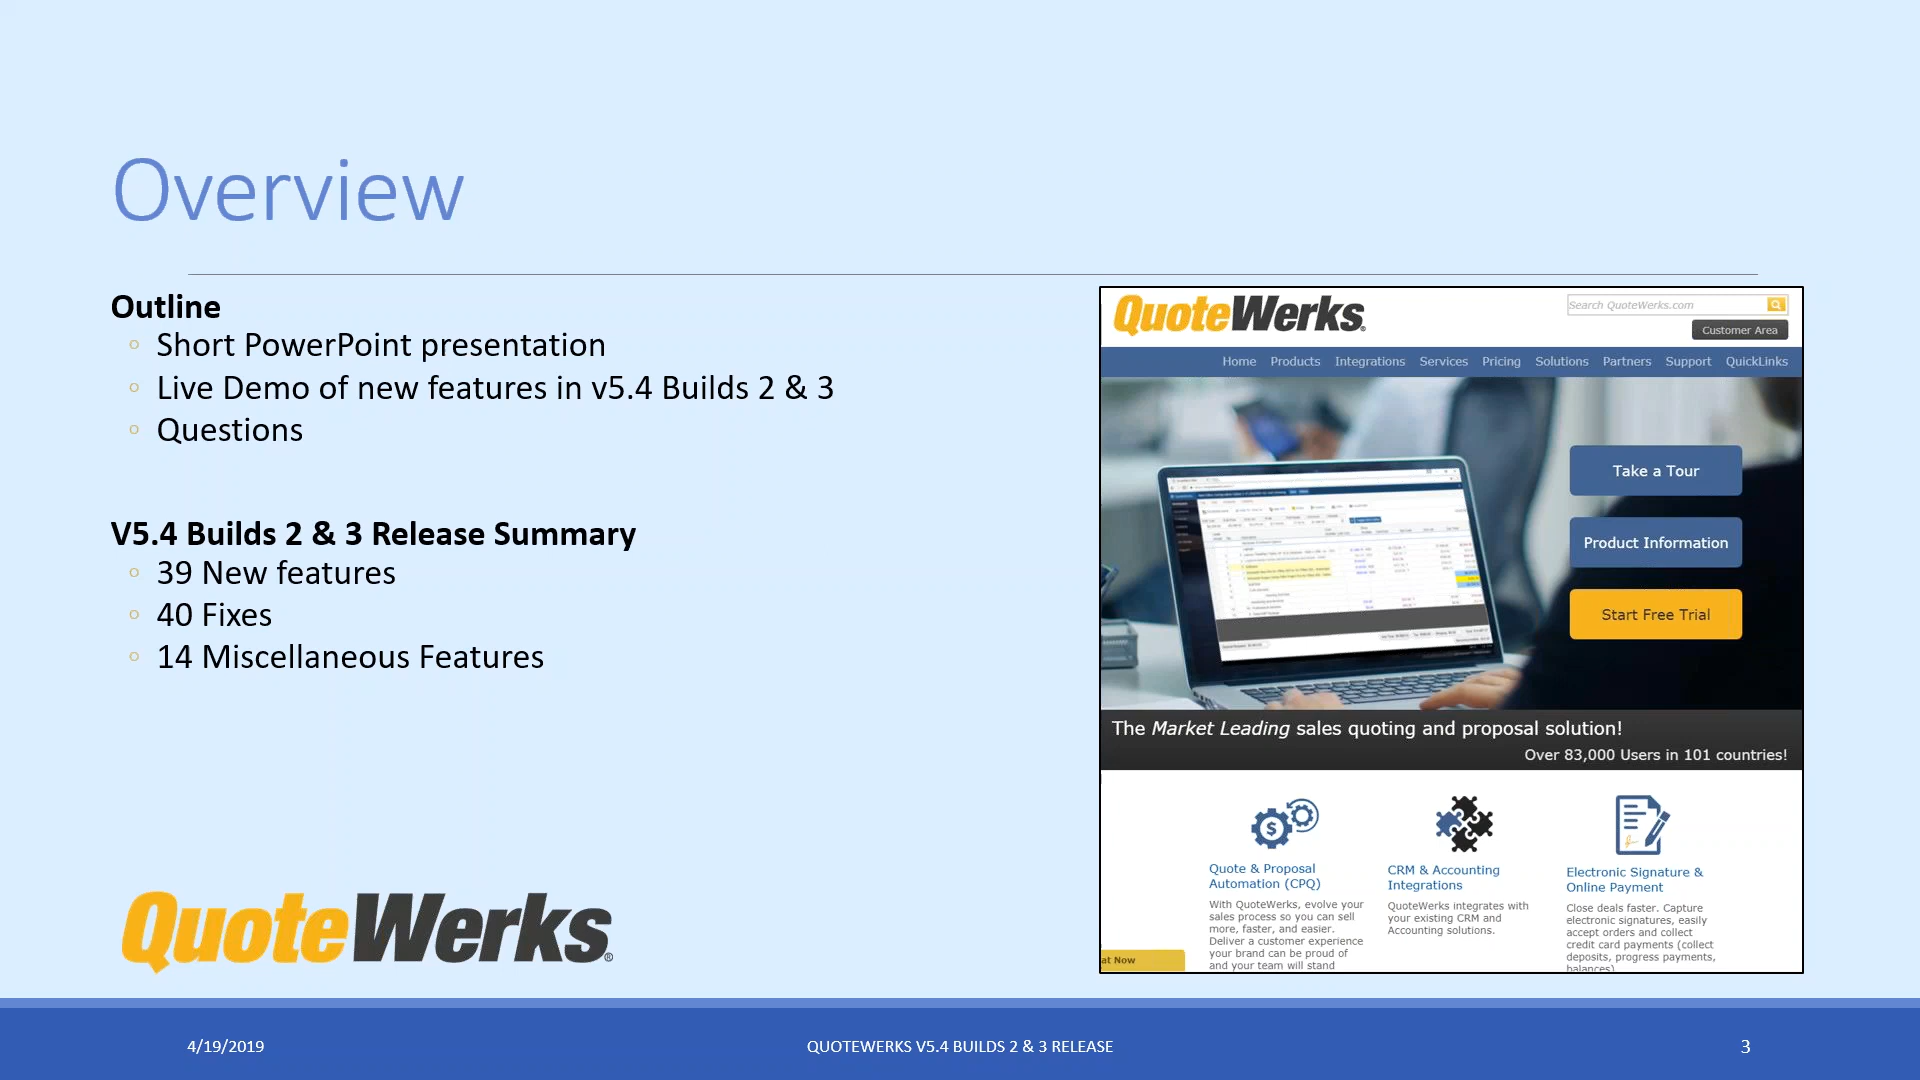 Overview
Outline
Short PowerPoint presentation
Live Demo of new features in v5.4 Builds 2 & 3
Questions
V5.4 Builds 2 & 3 Release Summary
39 New features
40 Fixes
14 Miscellaneous Features
QuoteWerks®
QuoteWerks®
Search QuoteWerks.com
Customer Area
Home Products Integrations Services Pricing Solutions Partners Support QuickLinks
Take a Tour
Product Information
Start Free Trial
The Market Leading sales quoting and proposal solution!
Over 83,000 Users in 101 countries!
Quote & Proposal
Automation (CPQ)
With QuoteWerks, evolve your
sales process so you can sell
more, faster, and easier.
Deliver a customer experience
your brand can be proud of
and your team will stand
CRM & Accounting
Integrations
QuoteWerks integrates with
your existing CRM and
Accounting solutions.
Electronic Signature &
Online Payment
Close deals faster. Capture
electronic signatures, easily
accept orders and collect
credit card payments (collect
deposits, progress payments,
balances)
at Now
4/19/2019
QUOTEWERKS V5.4 BUILDS 2 & 3 RELEASE
3